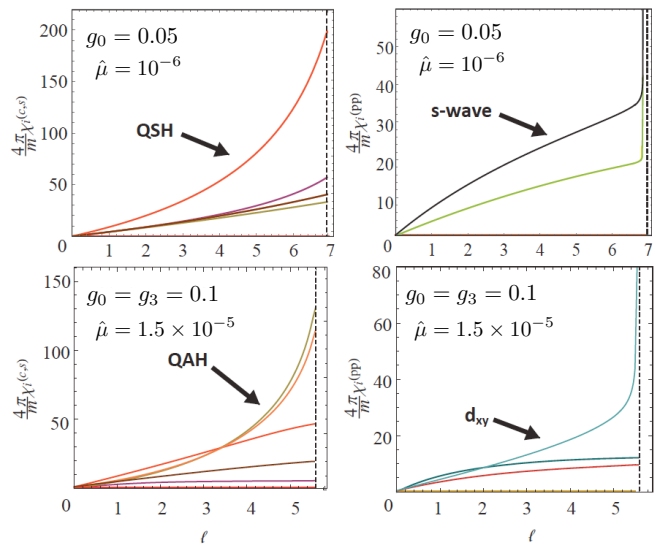 g₀ = 0.05
μ̂ = 10⁻⁶
QSH
4π/m χᵢ⁽ᶜ,ˢ⁾
200
150
100
50
0
1 2 3 4 5 6 7
g₀ = 0.05
μ̂ = 10⁻⁶
s-wave
4π/m χᵢ⁽ᵖᵖ⁾
60
50
40
30
20
10
0
1 2 3 4 5 6 7
g₀ = g₃ = 0.1
μ̂ = 1.5 × 10⁻⁵
QAH
4π/m χᵢ⁽ᶜ,ˢ⁾
150
100
50
0
1 2 3 4 5
ℓ
g₀ = g₃ = 0.1
μ̂ = 1.5 × 10⁻⁵
dxy
4π/m χᵢ⁽ᵖᵖ⁾
80
60
40
20
0
1 2 3 4 5
ℓ